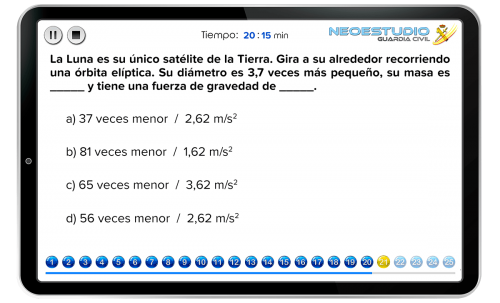 Tiempo: 20 : 15 min
NEOESTUDIO
GUARDIA CIVIL
La Luna es su único satélite de la Tierra. Gira a su alrededor recorriendo
una órbita elíptica. Su diámetro es 3,7 veces más pequeño, su masa es
______ y tiene una fuerza de gravedad de ______.
a) 37 veces menor / 2,62 m/s²
b) 81 veces menor / 1,62 m/s²
c) 65 veces menor / 3,62 m/s²
d) 56 veces menor / 2,62 m/s²
1 2 3 4 5 6 7 8 9 10 11 12 13 14 15 16 17 18 19 20 21 22 23 24 25